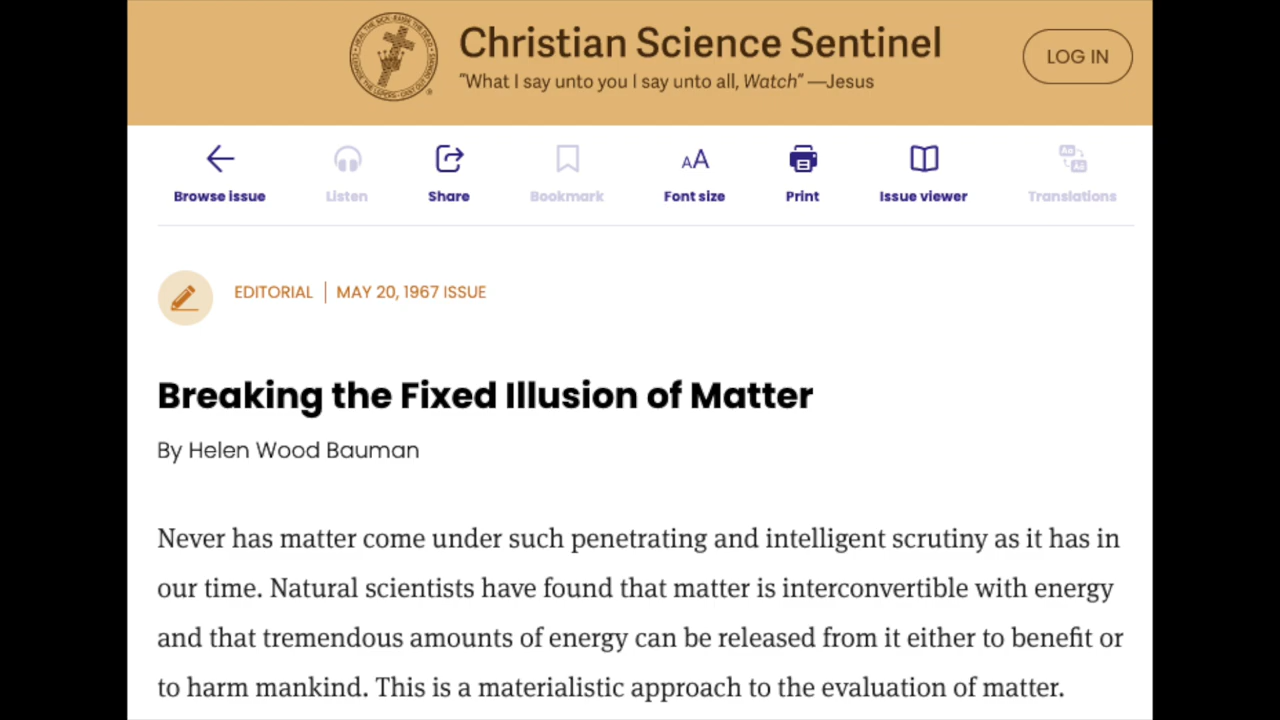 Christian Science Sentinel
"What I say unto you I say unto all, Watch" —Jesus
LOG IN
Browse issue
Listen
Share
Bookmark
AA
Font size
Print
Issue viewer
Aa
Aa
Translations
EDITORIAL | MAY 20, 1967 ISSUE
Breaking the Fixed Illusion of Matter
By Helen Wood Bauman
Never has matter come under such penetrating and intelligent scrutiny as it has in
our time. Natural scientists have found that matter is interconvertible with energy
and that tremendous amounts of energy can be released from it either to benefit or
to harm mankind. This is a materialistic approach to the evaluation of matter.